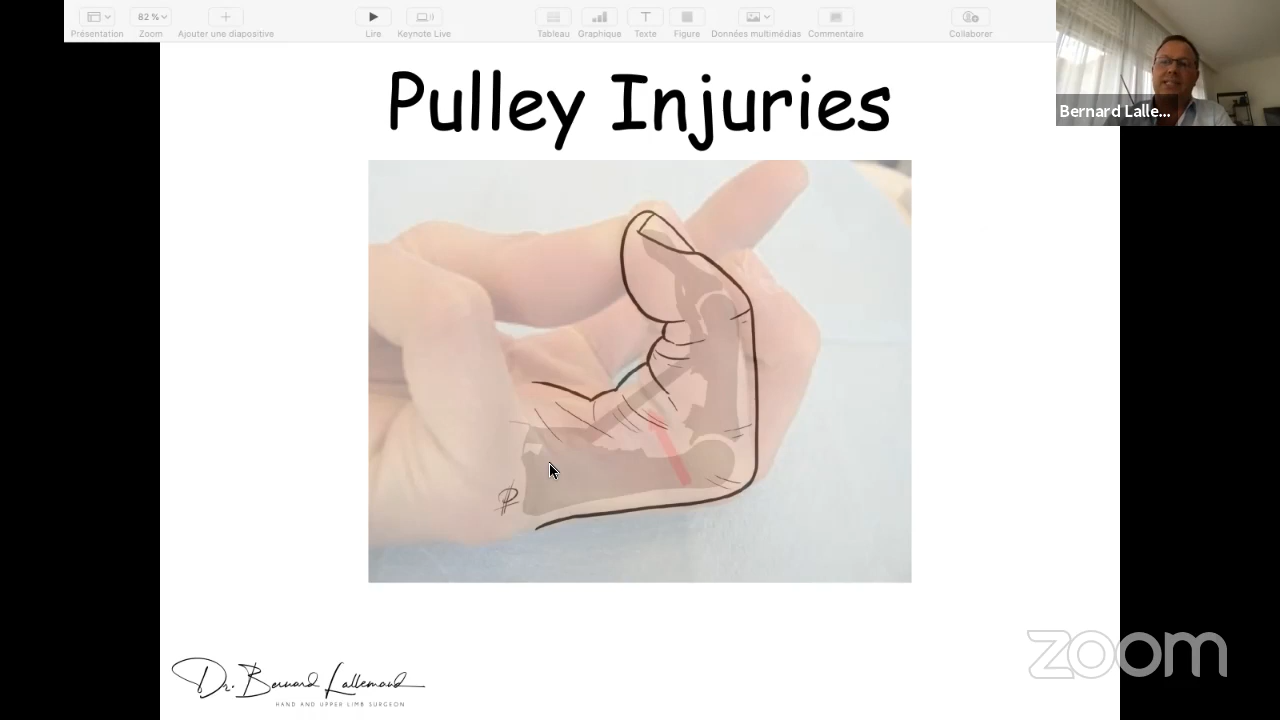 Présentation
82 %
Zoom
Ajouter une diapositive
Lire
Keynote Live
Tableau
Graphique
Texte
Figure
Données multimédias
Commentaire
Collaborer
Bernard Lalle...
Pulley Injuries
Dr. Bernard Lallemand
HAND AND UPPER LIMB SURGEON
zoom